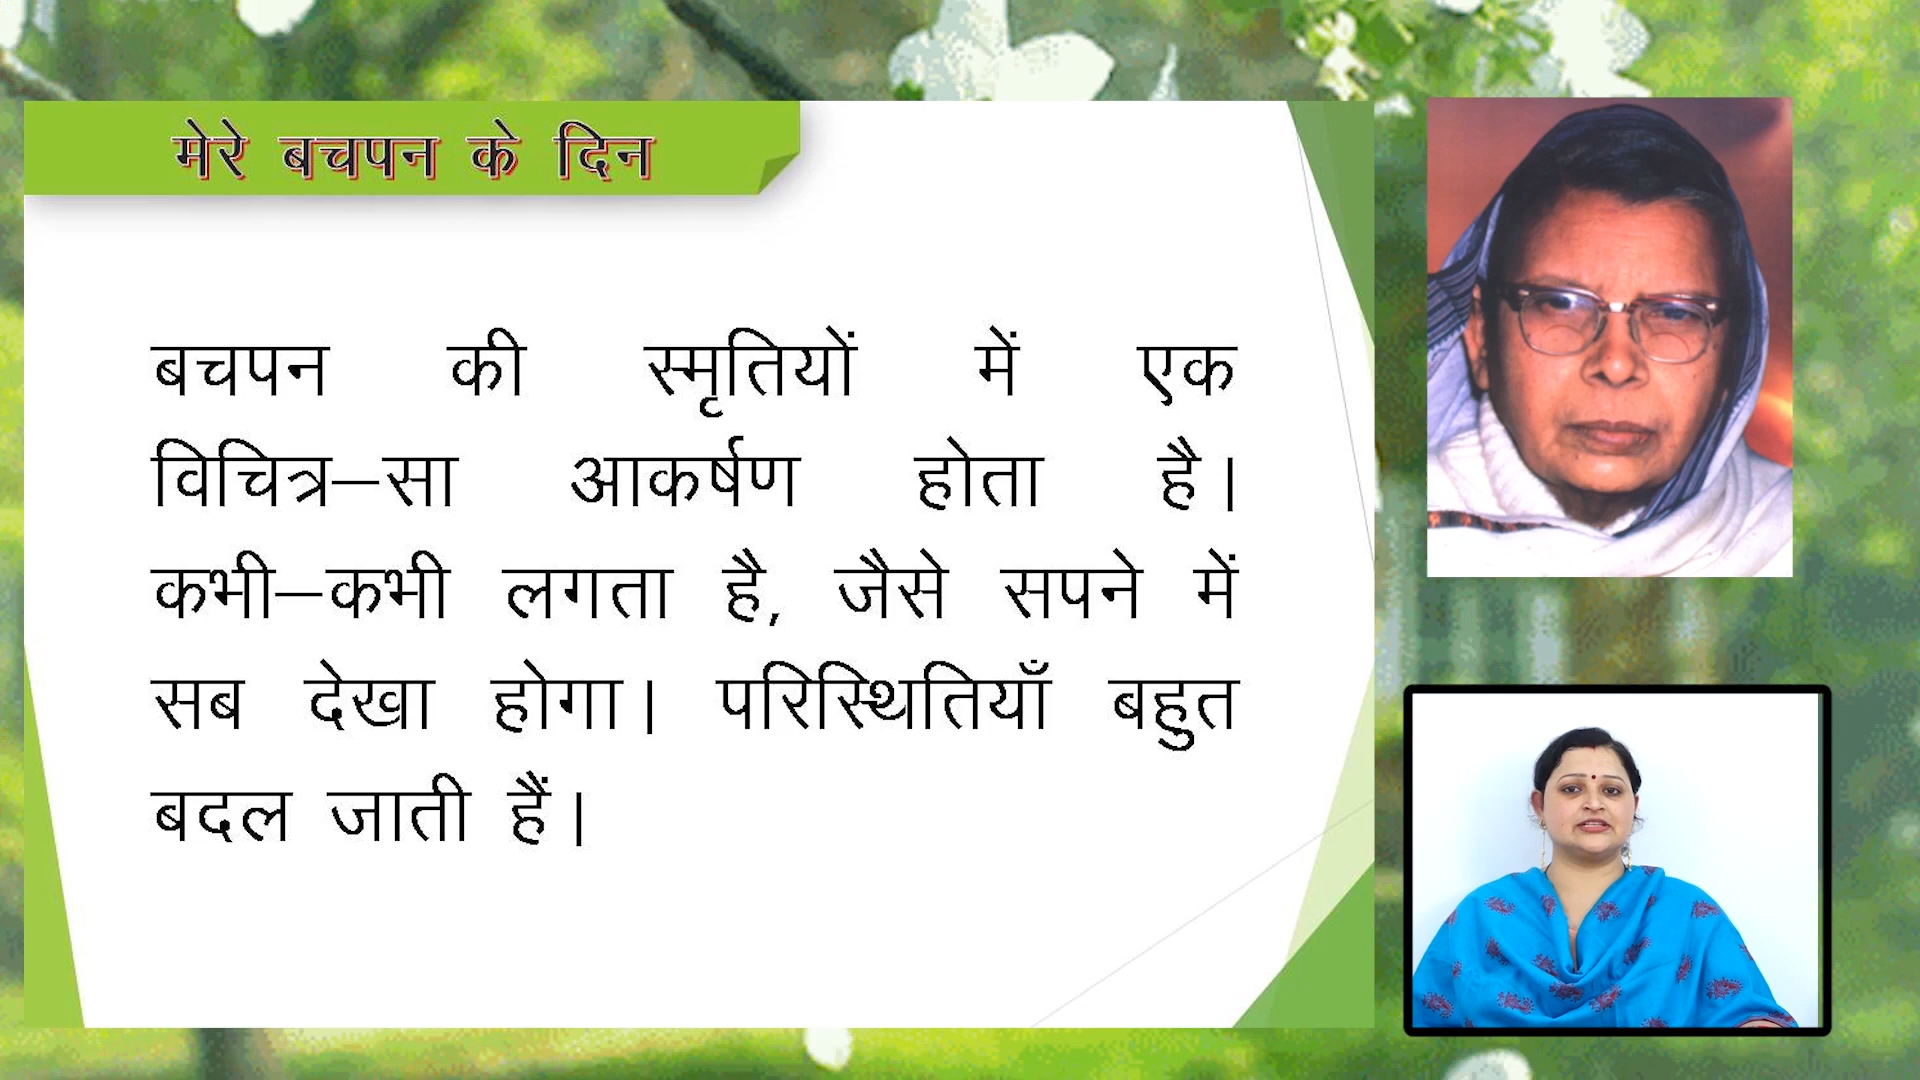 मेरे बचपन के दिन
बचपन की स्मृतियों में एक
विचित्र–सा आकर्षण होता है।
कभी–कभी लगता है, जैसे सपने में
सब देखा होगा। परिस्थितियाँ बहुत
बदल जाती हैं।